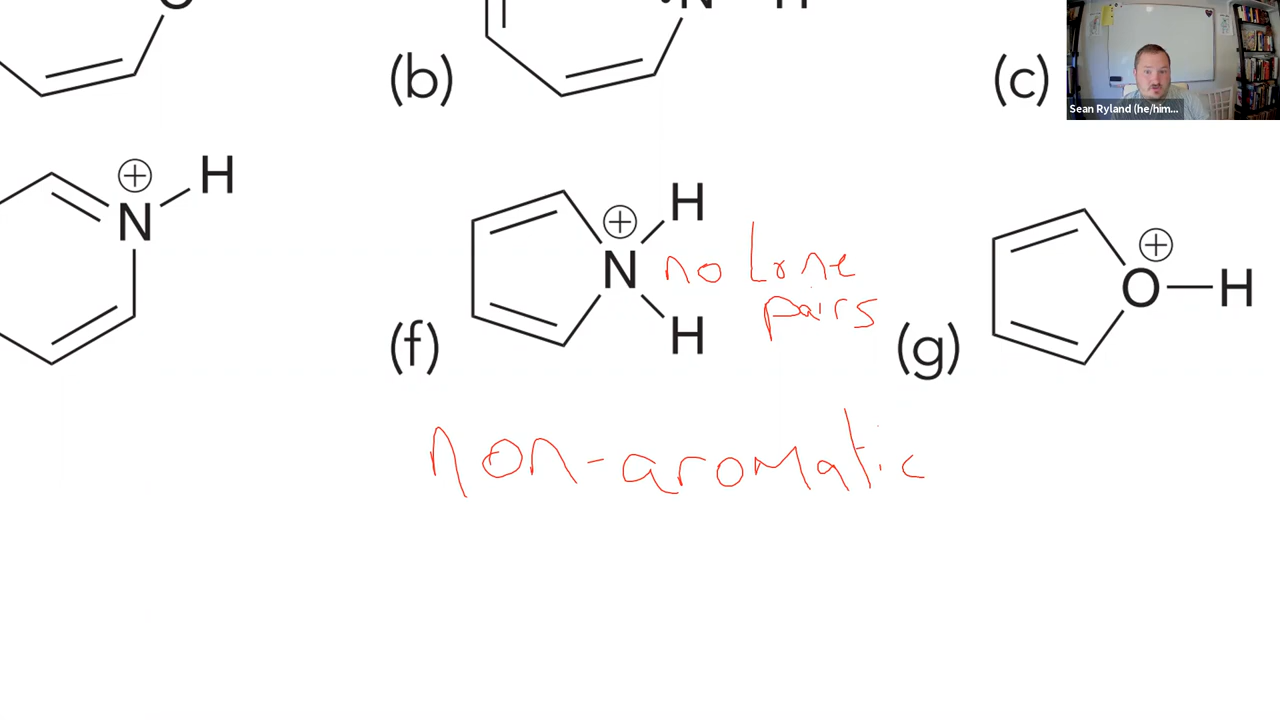 N H
(b)
(c)
Sean Ryland (he/him...
⊕
N H
⊕
N
H
H
no Lone
pairs
(f)
⊕
O H
(g)
non-aromatic